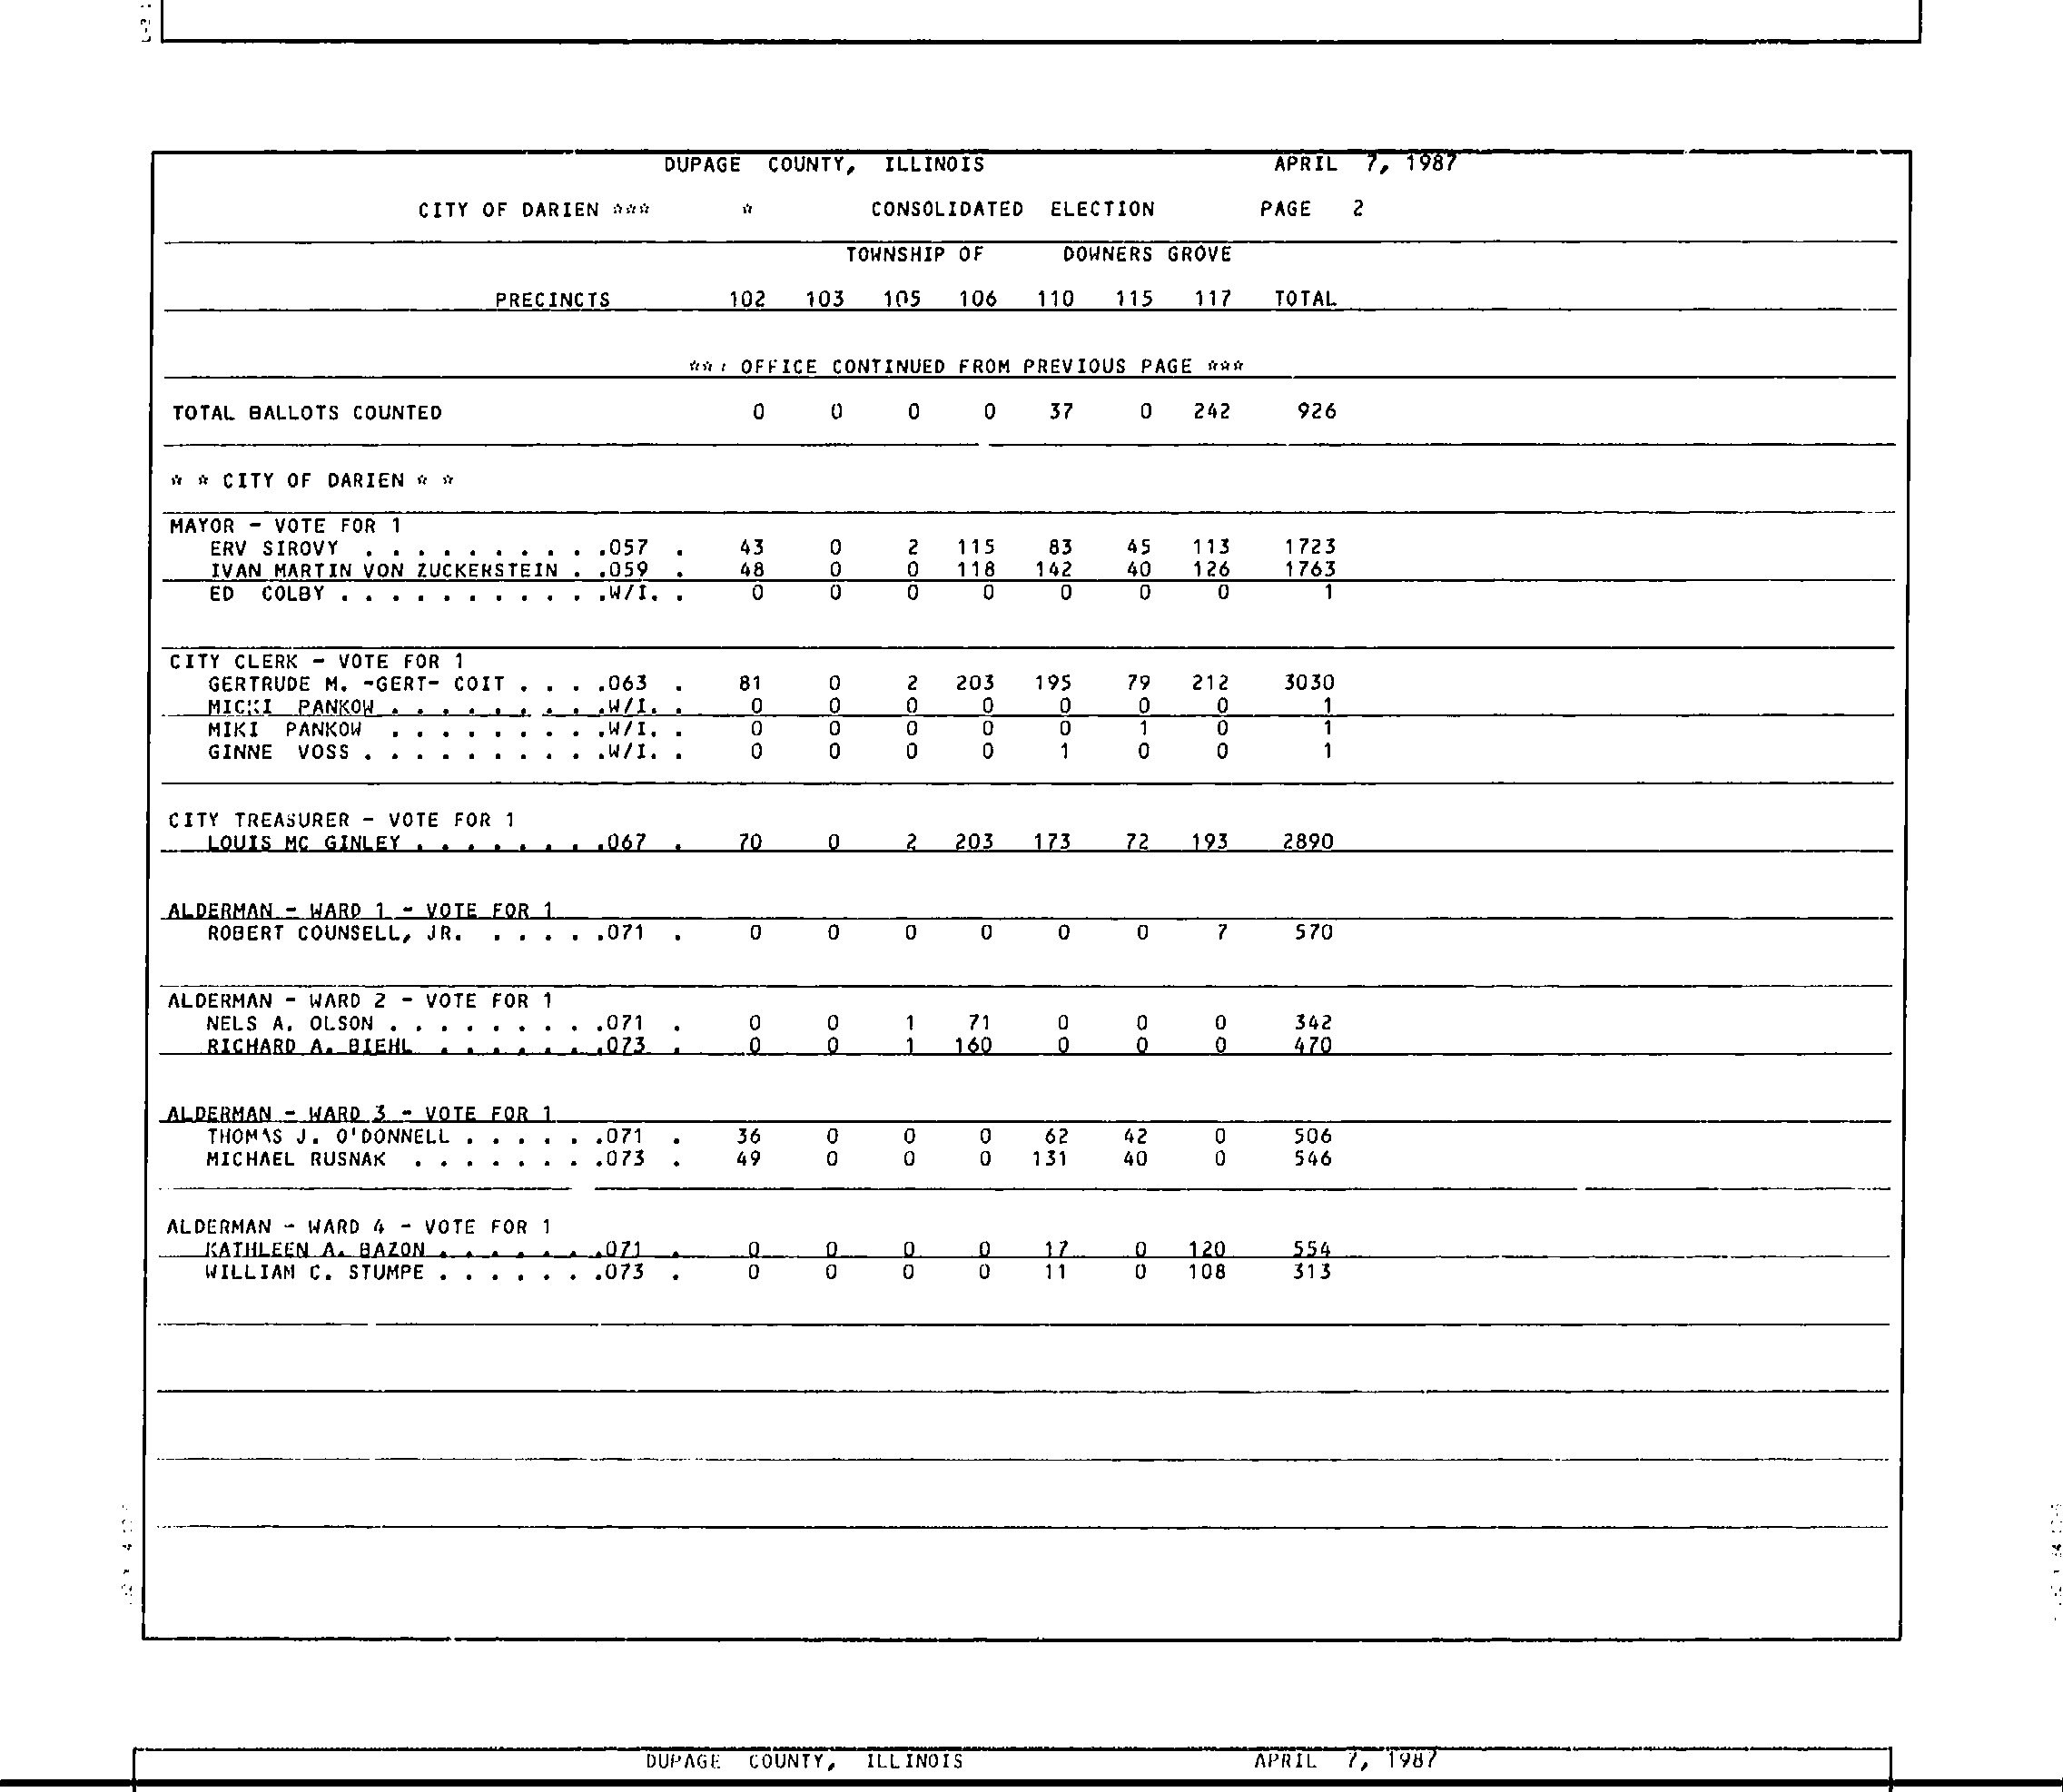 DUPAGE COUNTY, ILLINOIS APRIL 7, 1987
CITY OF DARIEN *** * CONSOLIDATED ELECTION PAGE 2
TOWNSHIP OF DOWNERS GROVE
PRECINCTS 102 103 105 106 110 115 117 TOTAL
*** OFFICE CONTINUED FROM PREVIOUS PAGE ***
TOTAL BALLOTS COUNTED 0 0 0 0 37 0 242 926
* * CITY OF DARIEN * *
MAYOR - VOTE FOR 1
ERV SIROVY . . . . . . . . . .057 . 43 0 2 115 83 45 113 1723
IVAN MARTIN VON ZUCKERSTEIN . .059 . 48 0 0 118 142 40 126 1763
ED COLBY . . . . . . . . . . .W/I. . 0 0 0 0 0 0 0 1
CITY CLERK - VOTE FOR 1
GERTRUDE M. -GERT- COIT . . . .063 . 81 0 2 203 195 79 212 3030
MICKI PANKOW . . . . . . . . .W/I. . 0 0 0 0 0 0 0 1
MIKI PANKOW . . . . . . . . .W/I. . 0 0 0 0 0 1 0 1
GINNE VOSS . . . . . . . . . .W/I. . 0 0 0 0 1 0 0 1
CITY TREASURER - VOTE FOR 1
LOUIS MC GINLEY . . . . . . . .067 . 70 0 2 203 173 72 193 2890
ALDERMAN - WARD 1 - VOTE FOR 1
ROBERT COUNSELL, JR. . . . . .071 . 0 0 0 0 0 0 7 570
ALDERMAN - WARD 2 - VOTE FOR 1
NELS A. OLSON . . . . . . . . .071 . 0 0 1 71 0 0 0 342
RICHARD A. BIEHL . . . . . . .073 . 0 0 1 160 0 0 0 470
ALDERMAN - WARD 3 - VOTE FOR 1
THOMAS J. O'DONNELL . . . . . .071 . 36 0 0 0 62 42 0 506
MICHAEL RUSNAK . . . . . . . .073 . 49 0 0 0 131 40 0 546
ALDERMAN - WARD 4 - VOTE FOR 1
KATHLEEN A. BAZON . . . . . . .071 . 0 0 0 0 17 0 120 554
WILLIAM C. STUMPE . . . . . . .073 . 0 0 0 0 11 0 108 313
DUPAGE COUNTY, ILLINOIS APRIL 7, 1987